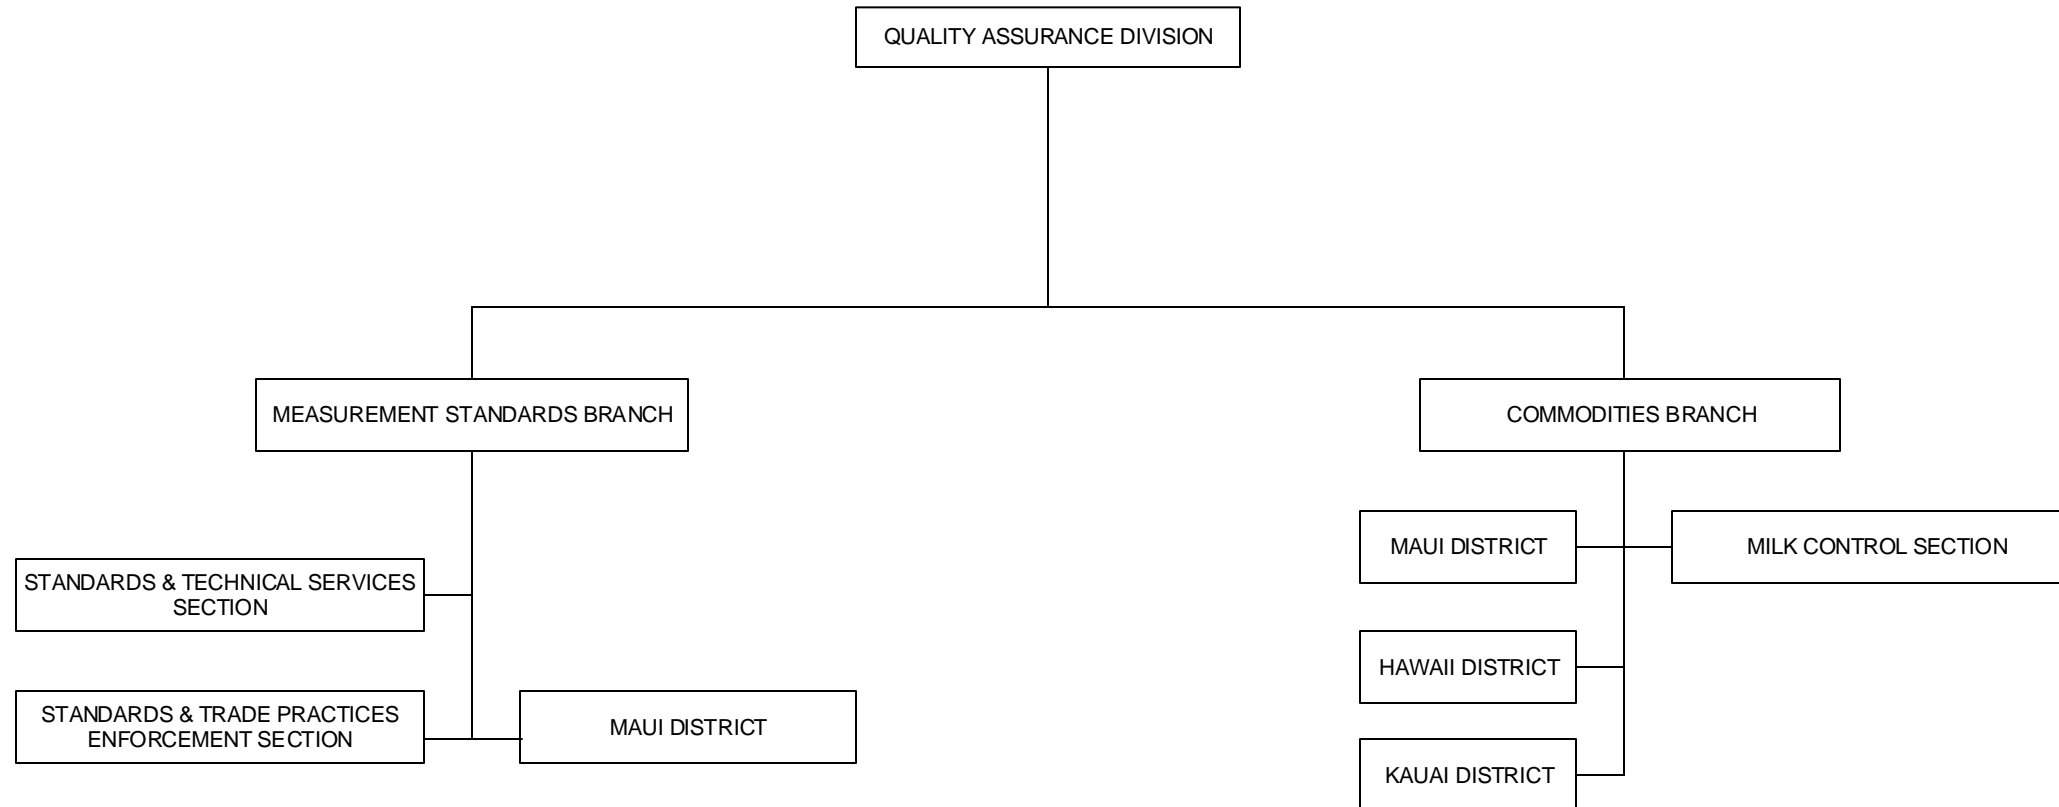 QUALITY ASSURANCE DIVISION
MEASUREMENT STANDARDS BRANCH
COMMODITIES BRANCH
MAUI DISTRICT
MILK CONTROL SECTION
STANDARDS & TECHNICAL SERVICES
SECTION
HAWAII DISTRICT
STANDARDS & TRADE PRACTICES
ENFORCEMENT SECTION
MAUI DISTRICT
KAUAI DISTRICT